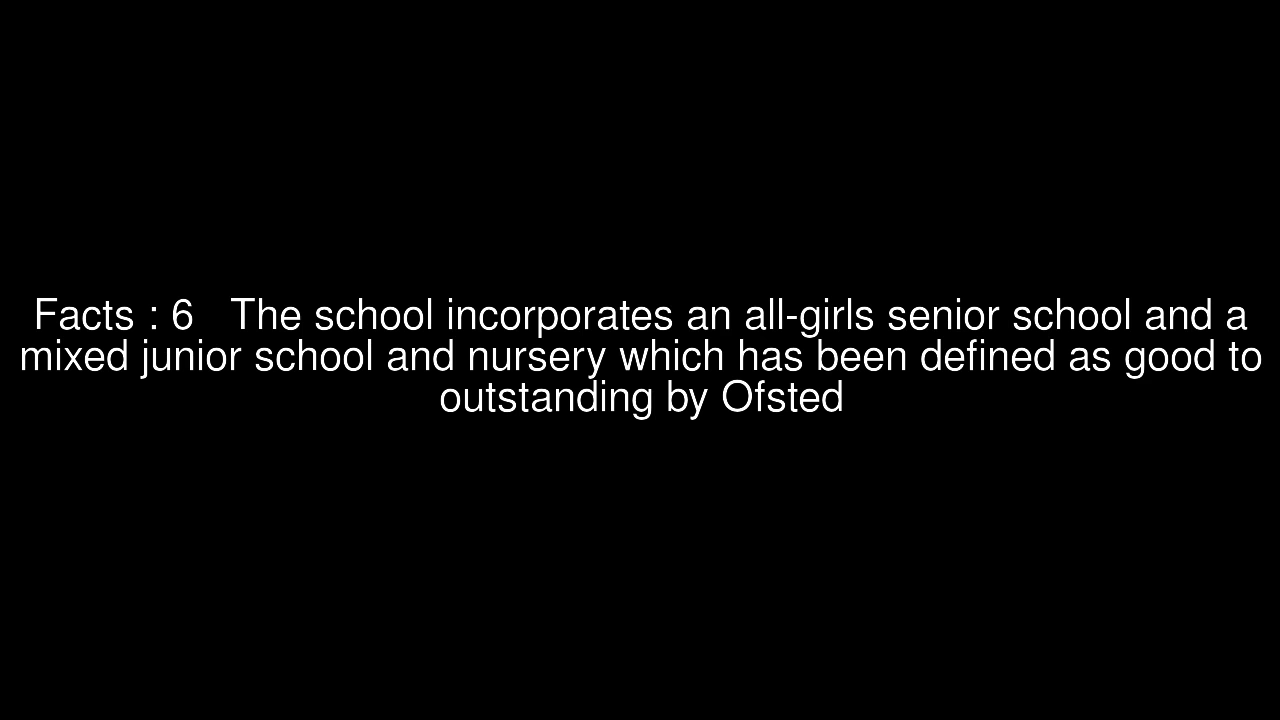 Facts : 6   The school incorporates an all-girls senior school and a
mixed junior school and nursery which has been defined as good to
outstanding by Ofsted